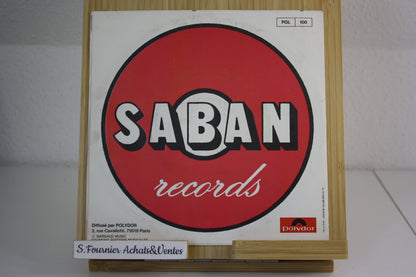 POL 100
SABAN
records
Diffusé par POLYDOR
2, rue Cavallotti, 75018 Paris
Polydor
S. Fournier Achats&Ventes